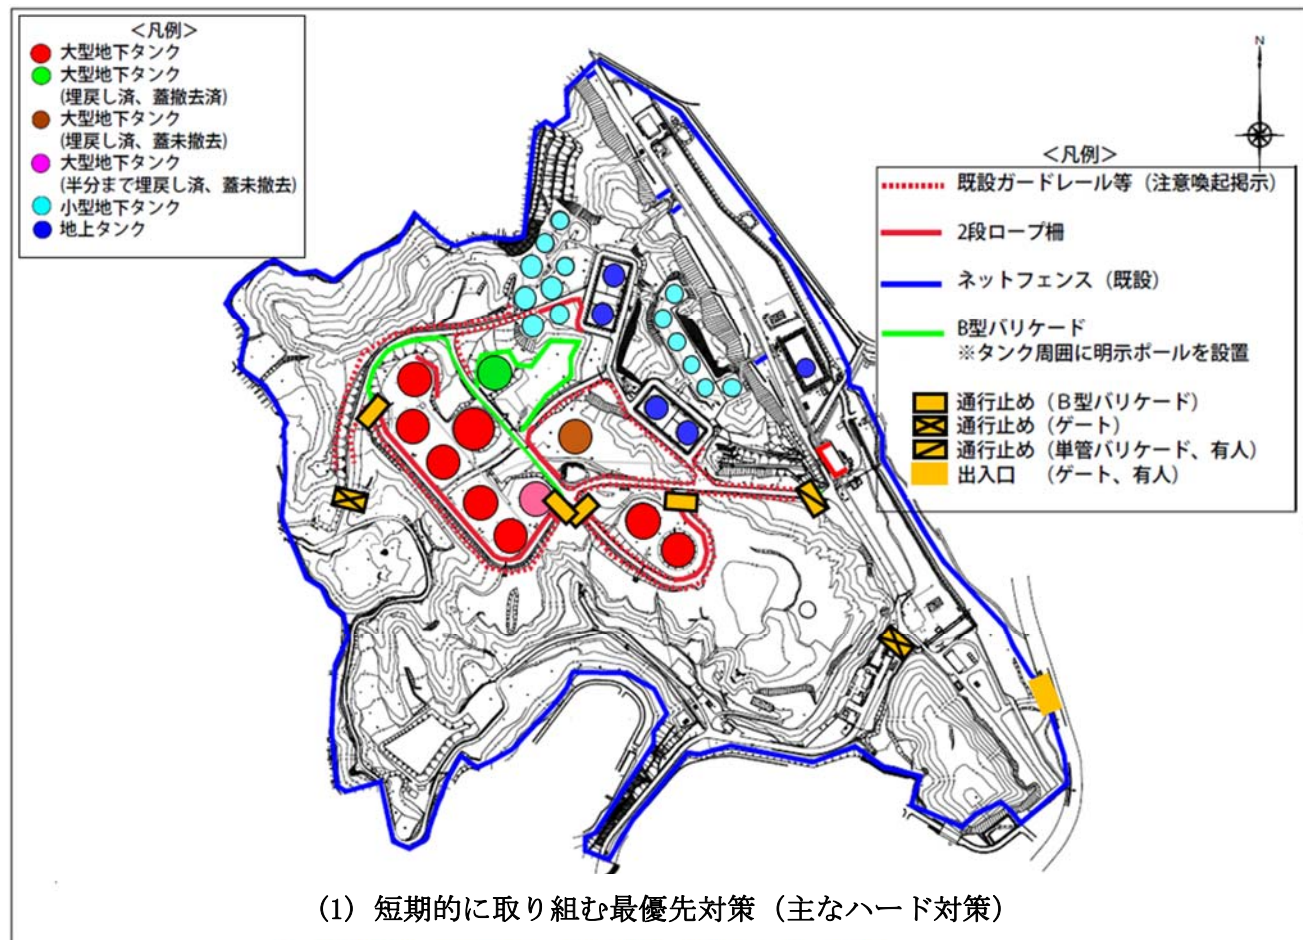 <凡例>
大型地下タンク
大型地下タンク
(埋戻し済、蓋撤去済)
大型地下タンク
(埋戻し済、蓋未撤去)
大型地下タンク
(半分まで埋戻し済、蓋未撤去)
小型地下タンク
地上タンク
N
<凡例>
既設ガードレール等（注意喚起掲示）
2段ロープ柵
ネットフェンス（既設）
B型バリケード
※タンク周囲に明示ポールを設置
通行止め（B型バリケード）
通行止め（ゲート）
通行止め（単管バリケード、有人）
出入口　（ゲート、有人）
(1) 短期的に取り組む最優先対策（主なハード対策）